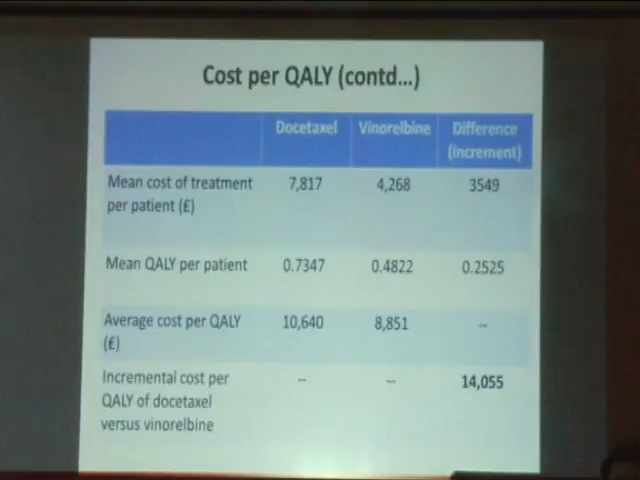 Cost per QALY (contd...)
Docetaxel Vinorelbine Difference
(increment)
Mean cost of treatment 7,817 4,268 3549
per patient (£)
Mean QALY per patient 0.7347 0.4822 0.2525
Average cost per QALY 10,640 8,851 --
(£)
Incremental cost per -- -- 14,055
QALY of docetaxel
versus vinorelbine